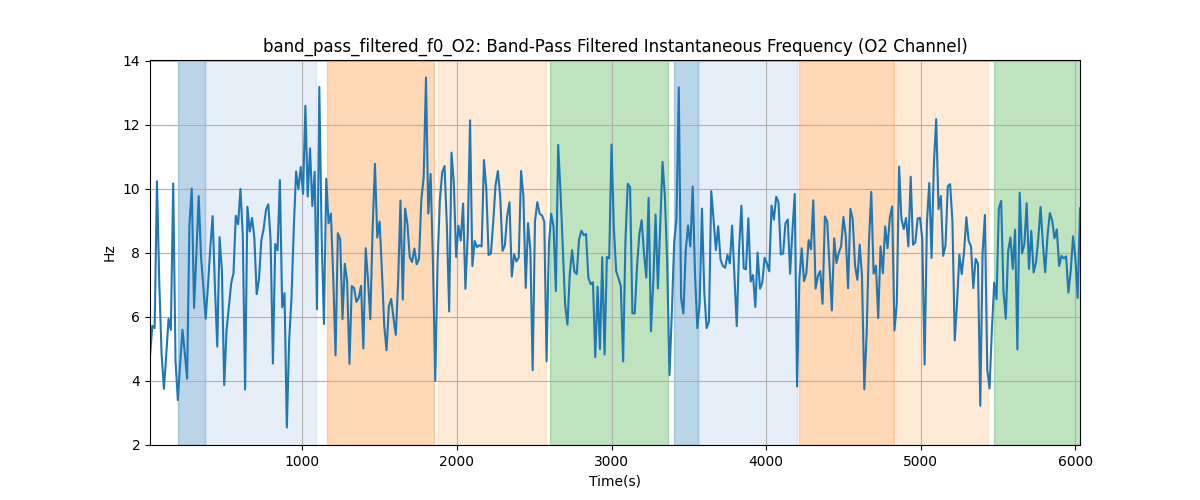 band_pass_filtered_f0_O2: Band-Pass Filtered Instantaneous Frequency (O2 Channel)
14
12
10
8
6
4
2
Hz
1000 2000 3000 4000 5000 6000
Time(s)